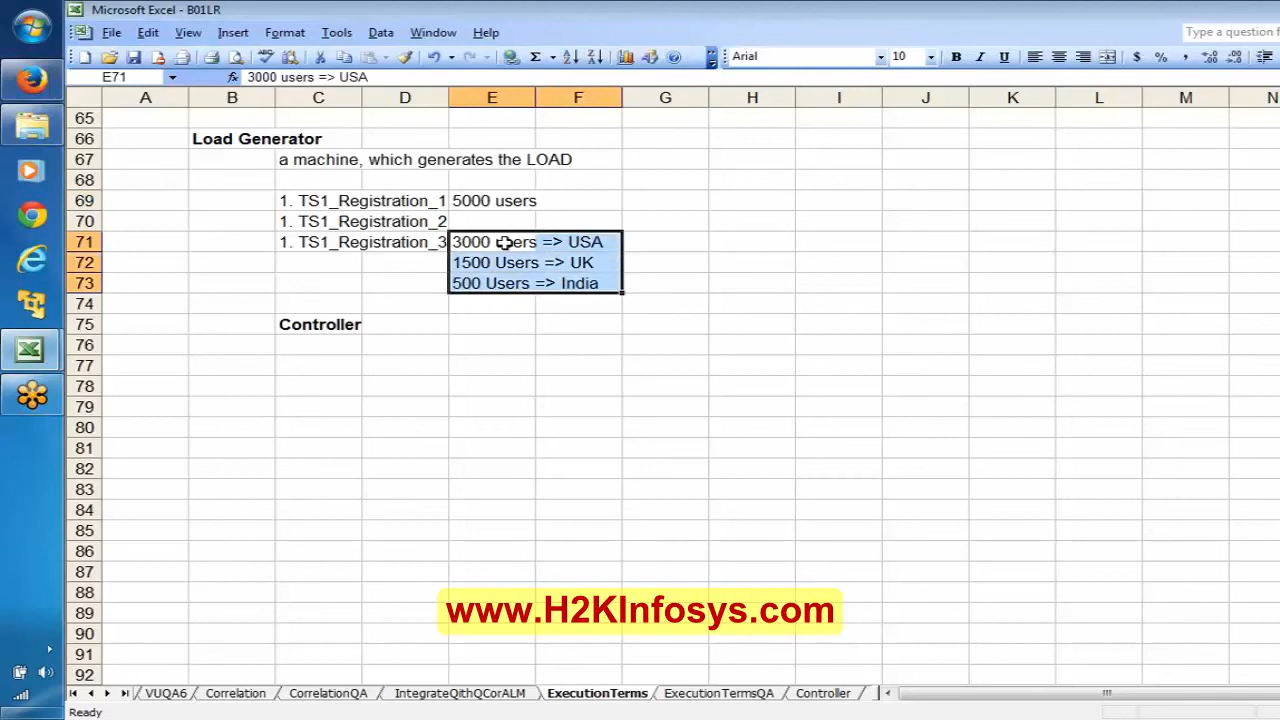 Microsoft Excel - B01LR
File Edit View Insert Format Tools Data Window Help
Type a question f
Arial 10 B I U $ % ,
E71 fx 3000 users => USA
A B C D E F G H I J K L M N
65
66 Load Generator
67 a machine, which generates the LOAD
68
69 1. TS1_Registration_1 5000 users
70 1. TS1_Registration_2
71 1. TS1_Registration_3 3000 users => USA
72 1500 Users => UK
73 500 Users => India
74
75 Controller
76
77
78
79
80
81
82
83
84
85
86
87
88
89
90
91
92
www.H2KInfosys.com
VUQA6 Correlation CorrelationQA IntegrateQithQCorALM ExecutionTerms ExecutionTermsQA Controller
Ready